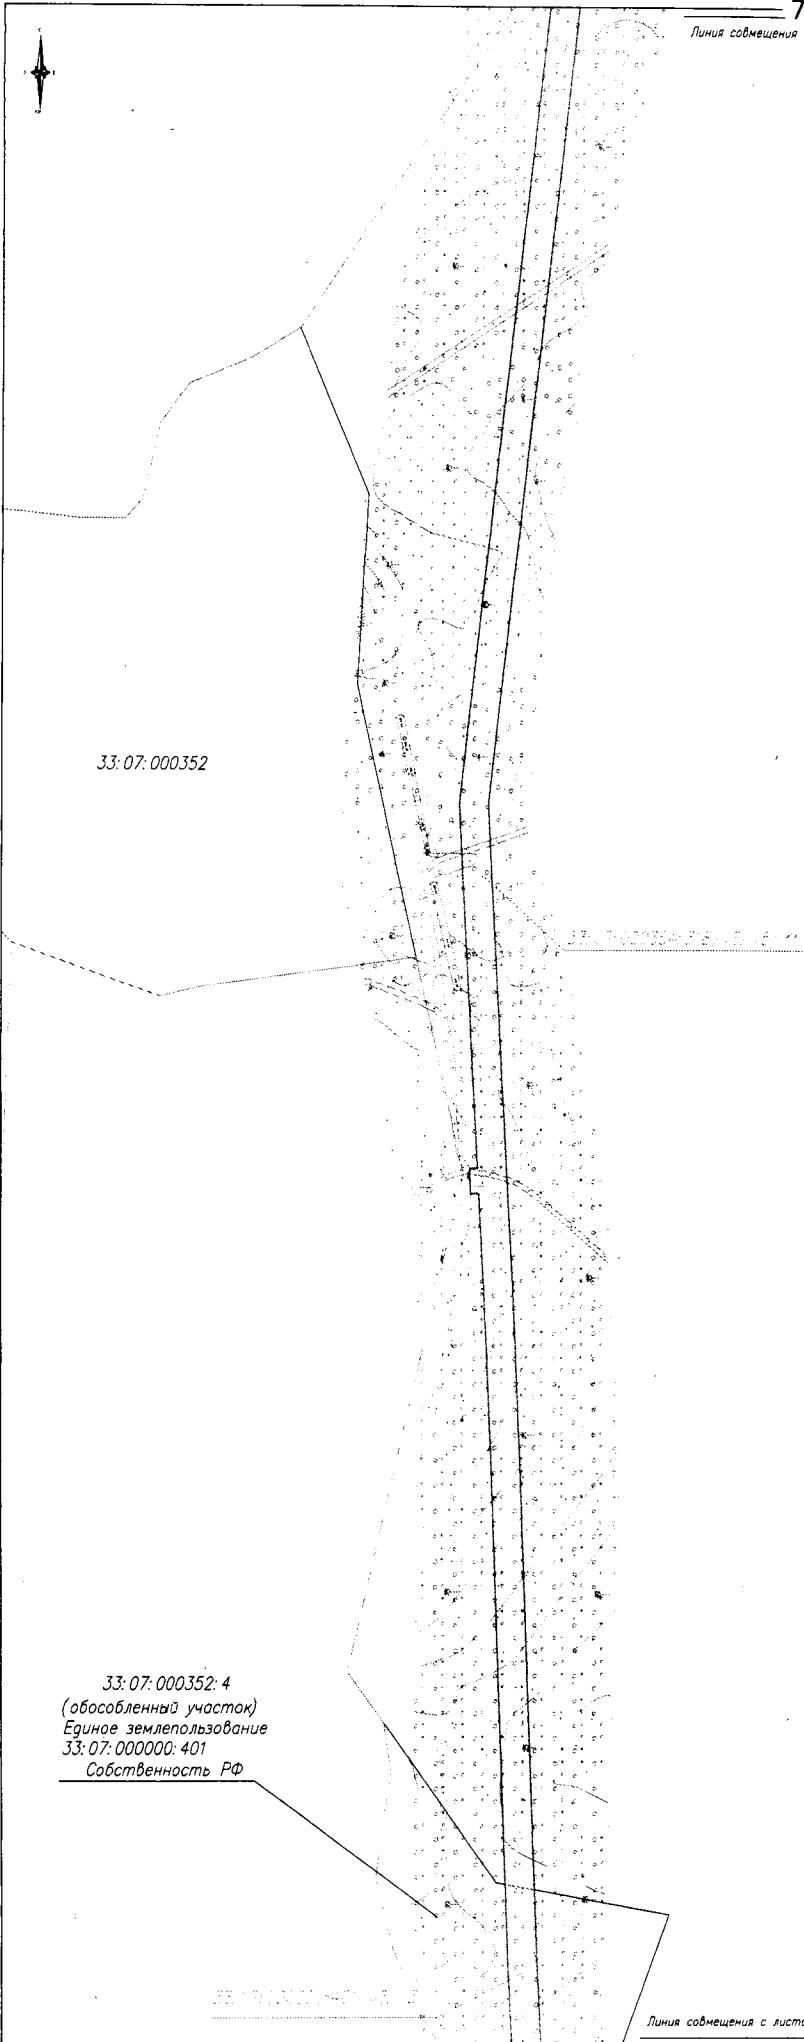 7
Линия совмещения
33:07:000352
33:07:000352:4
(обособленный участок)
Единое землепользование
33:07:000000:401
Собственность РФ
Линия совмещения с